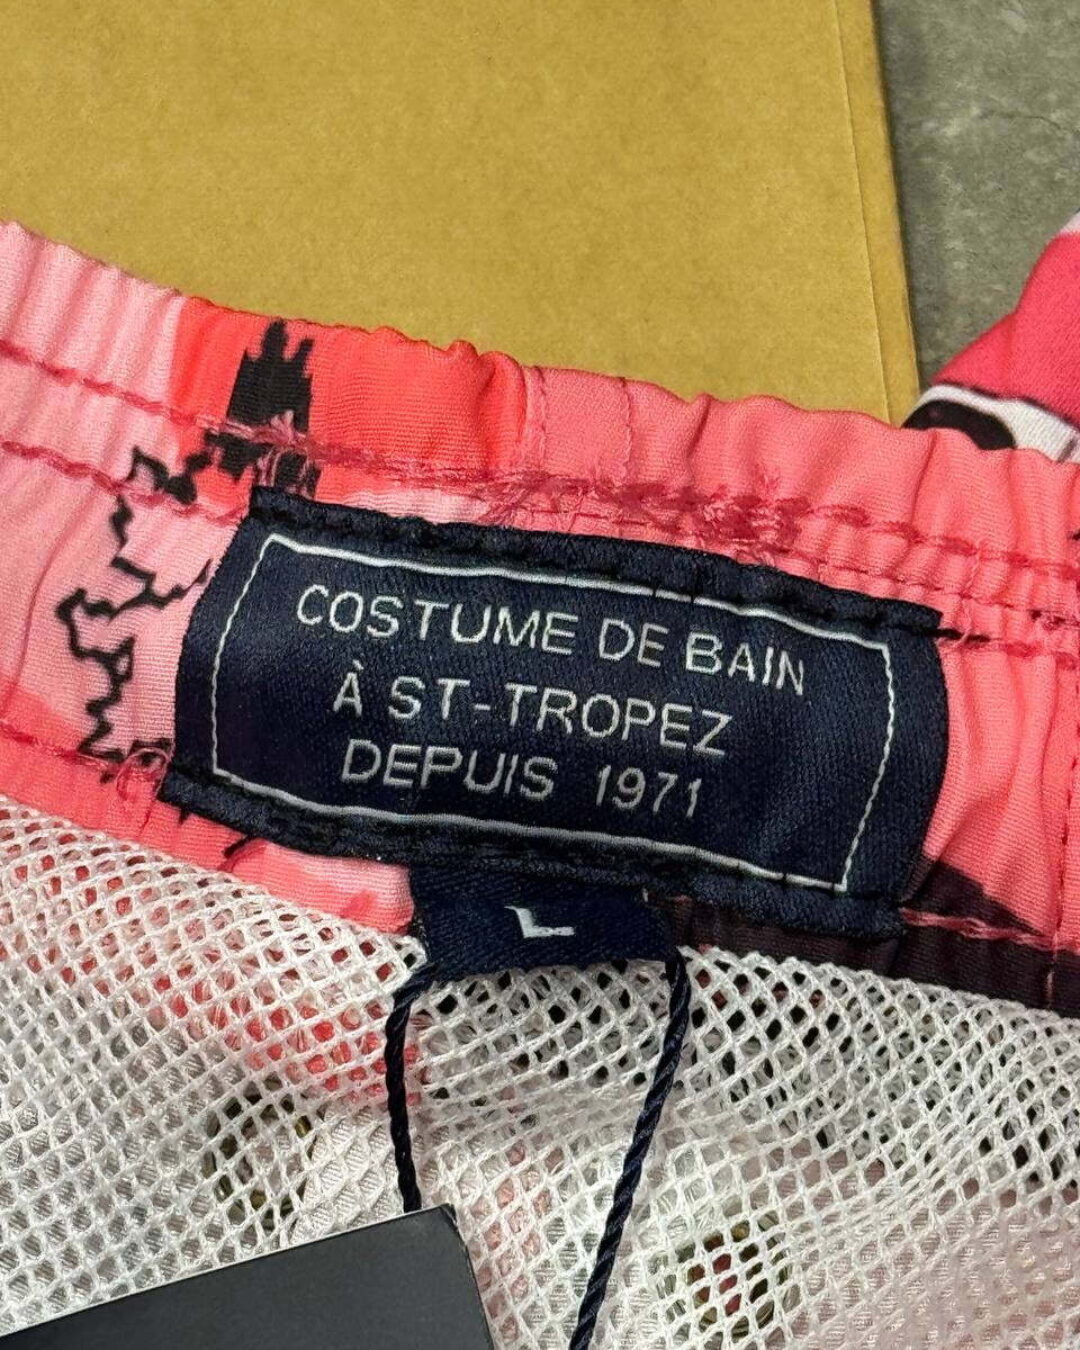 COSTUME DE BAIN
À ST-TROPEZ
DEPUIS 1971
L